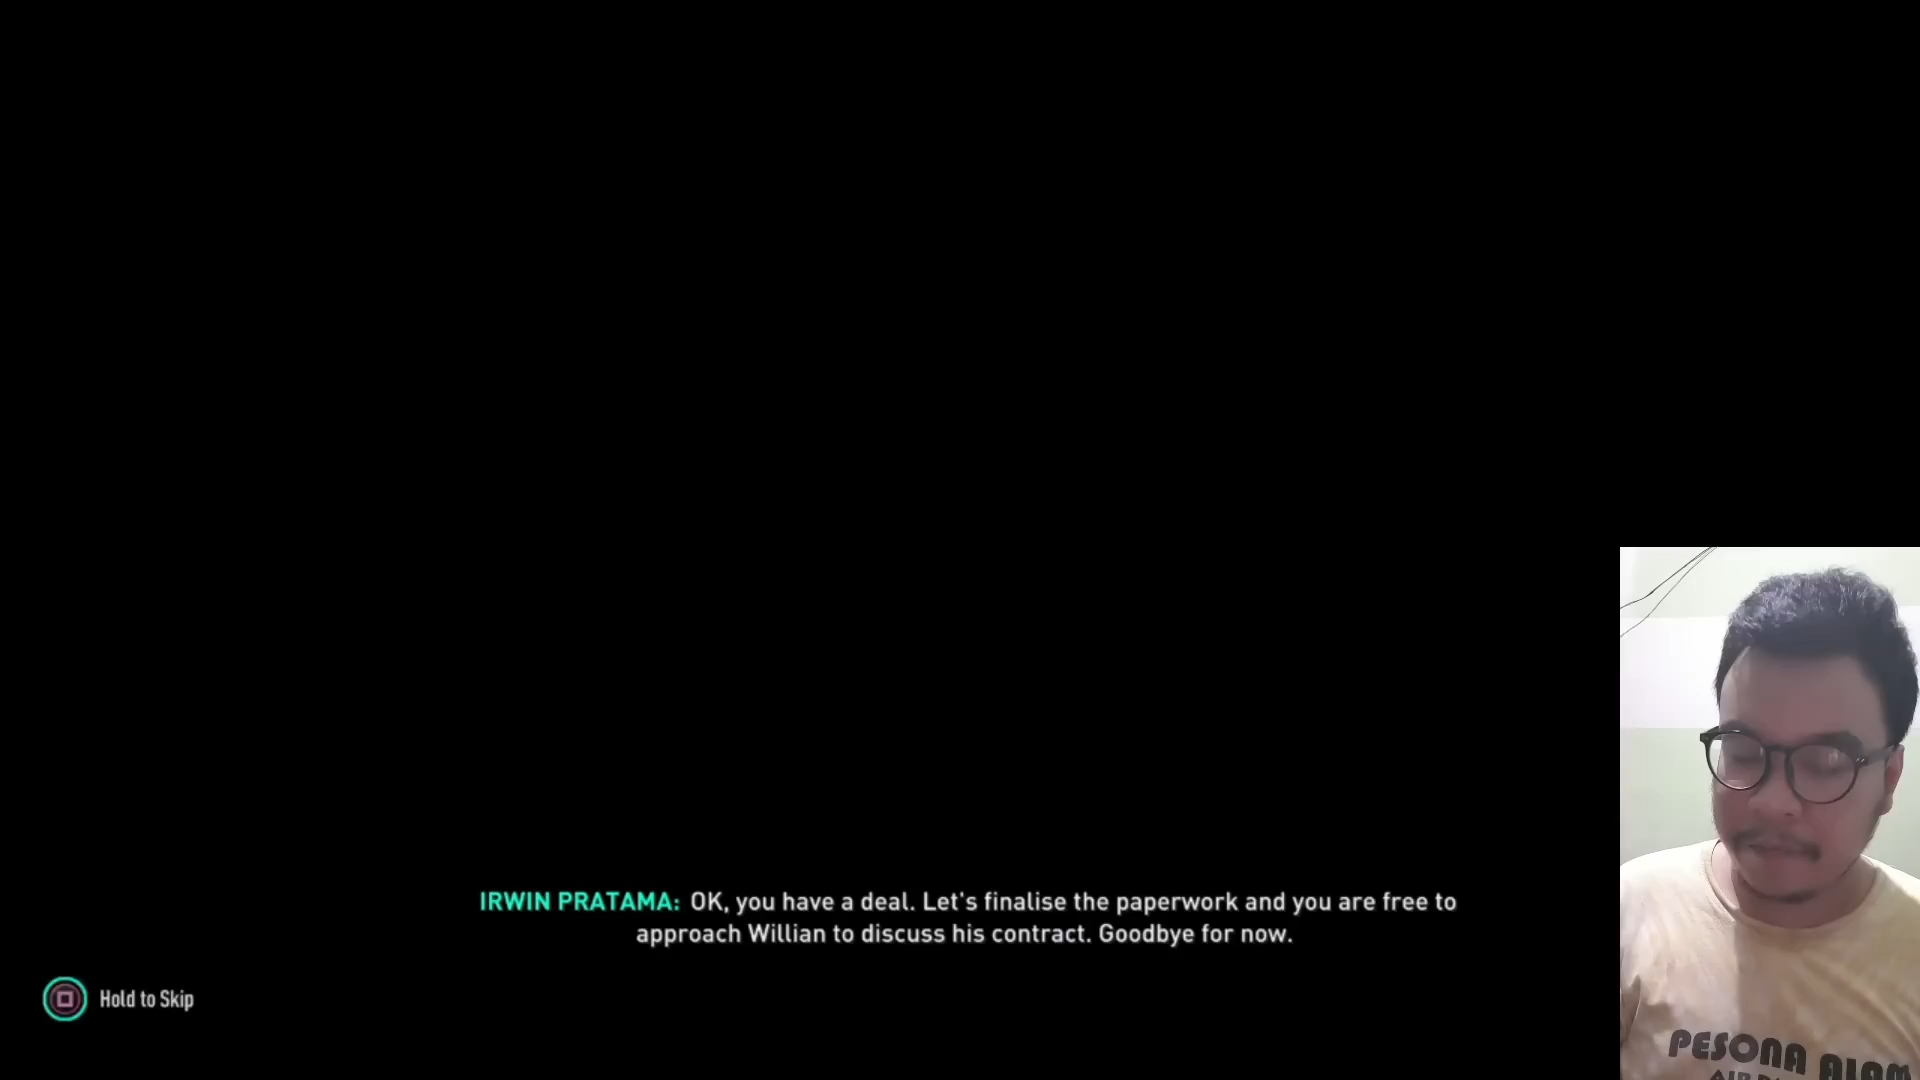 IRWIN PRATAMA: OK, you have a deal. Let's finalise the paperwork and you are free to
approach Willian to discuss his contract. Goodbye for now.
Hold to Skip
PESONA ALAM